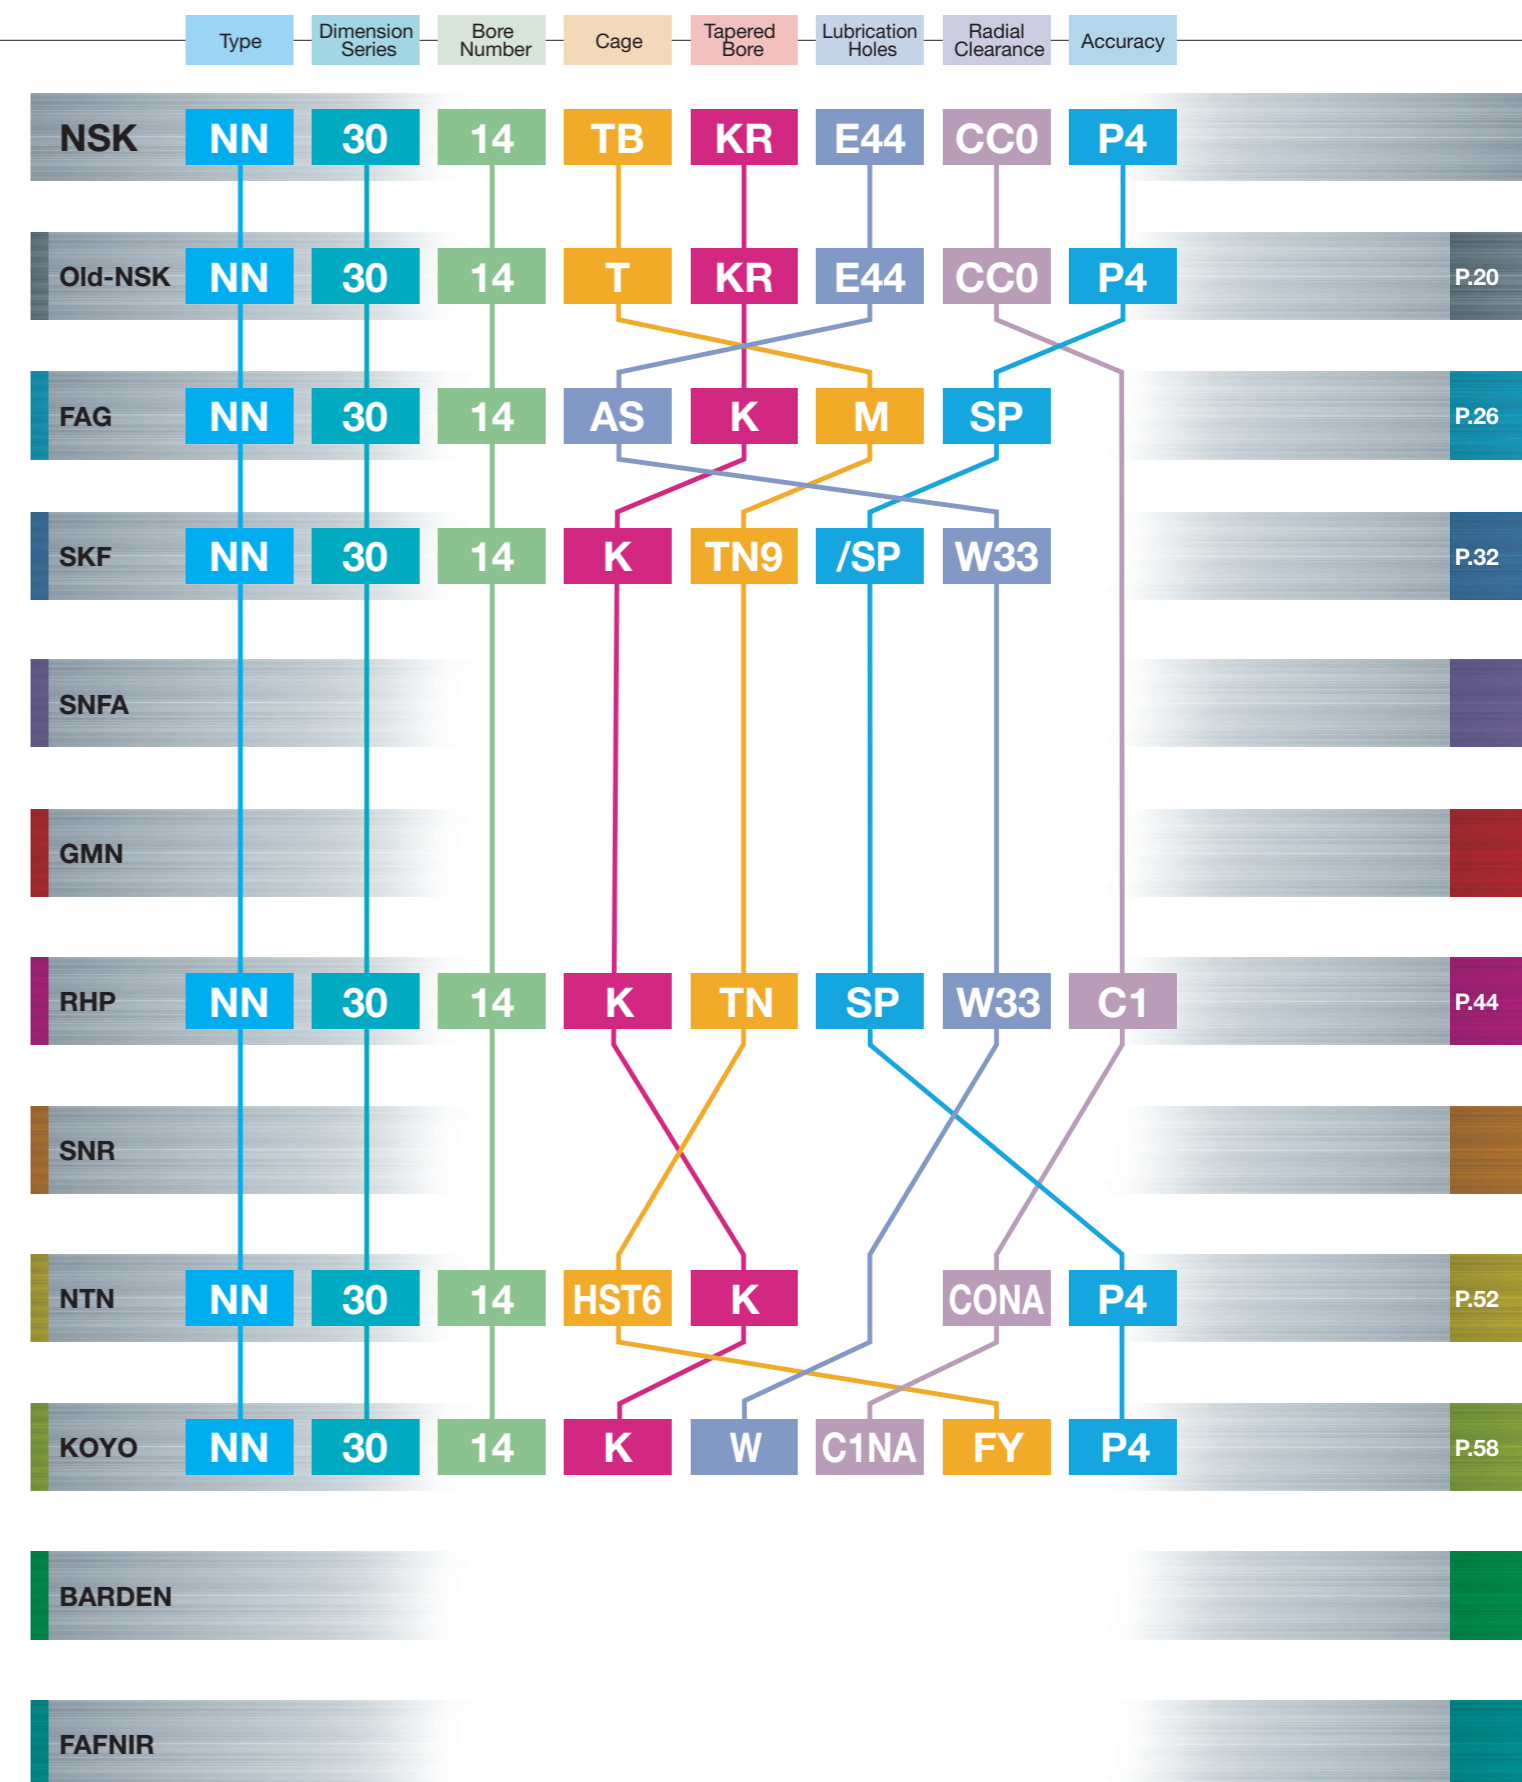 Type Dimension Series Bore Number Cage Tapered Bore Lubrication Holes Radial Clearance Accuracy
NSK NN 30 14 TB KR E44 CC0 P4
Old-NSK NN 30 14 T KR E44 CC0 P4 P.20
FAG NN 30 14 AS K M SP P.26
SKF NN 30 14 K TN9 /SP W33 P.32
SNFA
GMN
RHP NN 30 14 K TN SP W33 C1 P.44
SNR
NTN NN 30 14 HST6 K CONA P4 P.52
KOYO NN 30 14 K W C1NA FY P4 P.58
BARDEN
FAFNIR